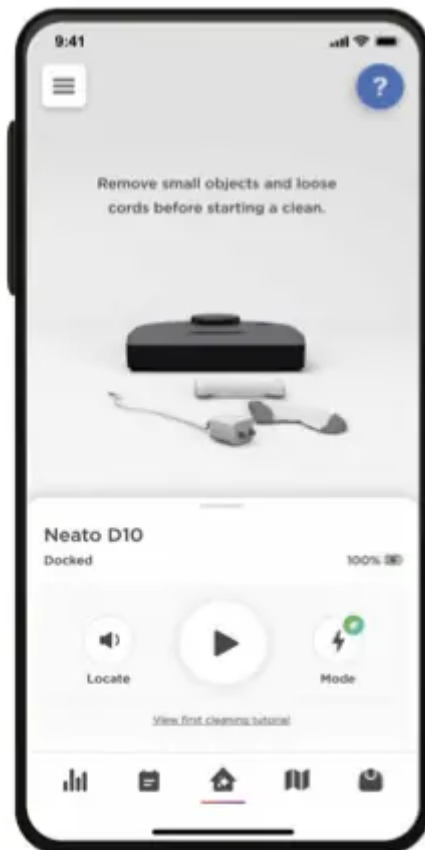 9:41
?
Remove small objects and loose
cords before starting a clean.
Neato D10
Docked 100%
Locate Mode
View first cleaning tutorial